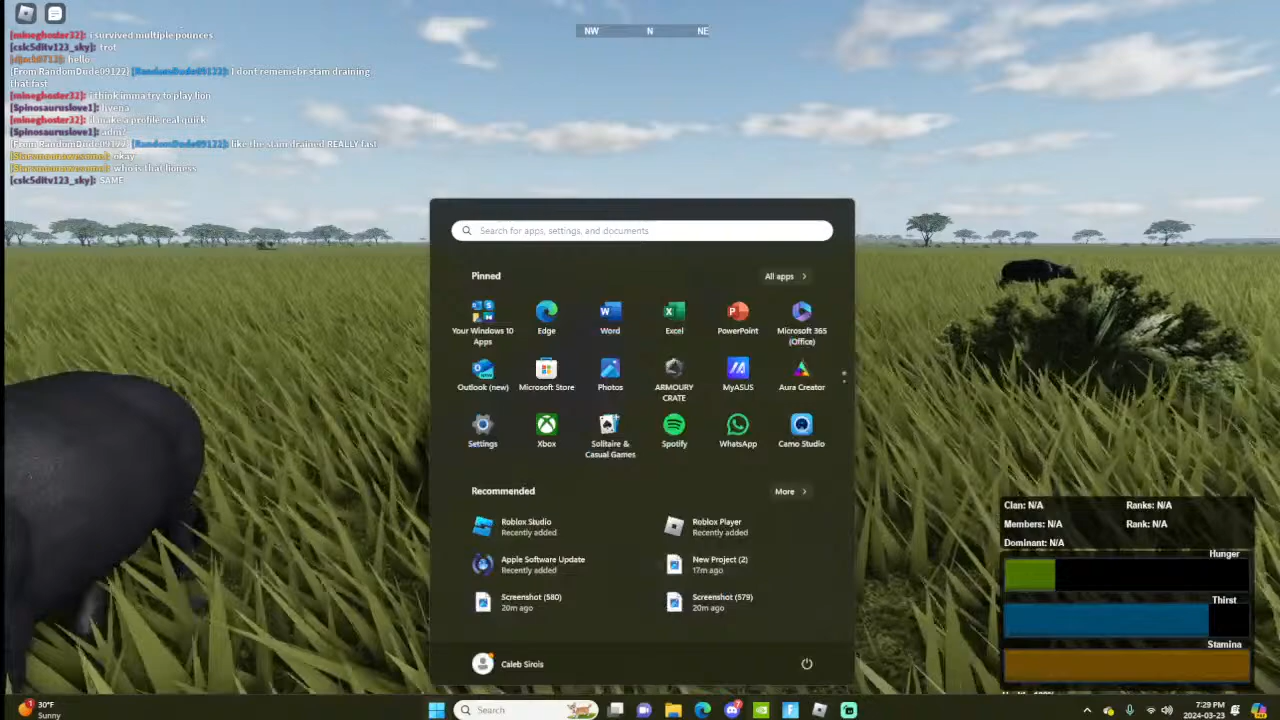 NW N NE
[mineghoster32]: i survived multiple pounces
[cslc5ditv123_sky]: trot
hello
[From RandomDude09122] [RandomDude09122]: I dont rememebr stam draining
that fast
[mineghoster32]: i think imma try to play lion
[Spinosauruslove1]:
[mineghoster32]: make a profile real quick
[Spinosauruslove1]:
[From RandomDude09122] [RandomDude09122]: like the stam drained REALLY fast
okay
who is that lioness
[cslc5ditv123_sky]: SAME
Search for apps, settings, and documents
Pinned
All apps
Your Windows 10
Apps
Edge
Word
Excel
PowerPoint
Microsoft 365
(Office)
Outlook (new)
Microsoft Store
Photos
ARMOURY
CRATE
MyASUS
Aura Creator
Settings
Xbox
Solitaire &
Casual Games
Spotify
WhatsApp
Camo Studio
Recommended
More
Roblox Studio
Recently added
Roblox Player
Recently added
Apple Software Update
Recently added
New Project (2)
17m ago
Screenshot (580)
20m ago
Screenshot (579)
20m ago
Caleb Sirois
Clan: N/A
Ranks: N/A
Members: N/A
Rank: N/A
Dominant: N/A
Hunger
Thirst
Stamina
1
30°F
Sunny
Search
7:29 PM
2024-03-23